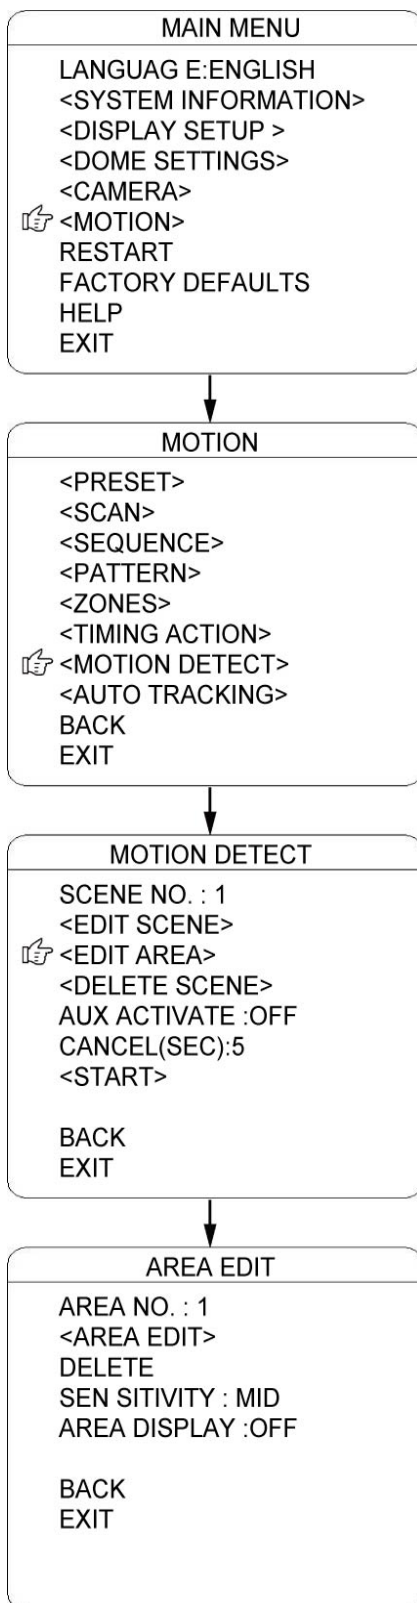 MAIN MENU
LANGUAG E:ENGLISH
<SYSTEM INFORMATION>
<DISPLAY SETUP >
<DOME SETTINGS>
<CAMERA>
<MOTION>
RESTART
FACTORY DEFAULTS
HELP
EXIT
MOTION
<PRESET>
<SCAN>
<SEQUENCE>
<PATTERN>
<ZONES>
<TIMING ACTION>
<MOTION DETECT>
<AUTO TRACKING>
BACK
EXIT
MOTION DETECT
SCENE NO. : 1
<EDIT SCENE>
<EDIT AREA>
<DELETE SCENE>
AUX ACTIVATE :OFF
CANCEL(SEC):5
<START>
BACK
EXIT
AREA EDIT
AREA NO. : 1
<AREA EDIT>
DELETE
SEN SITIVITY : MID
AREA DISPLAY :OFF
BACK
EXIT